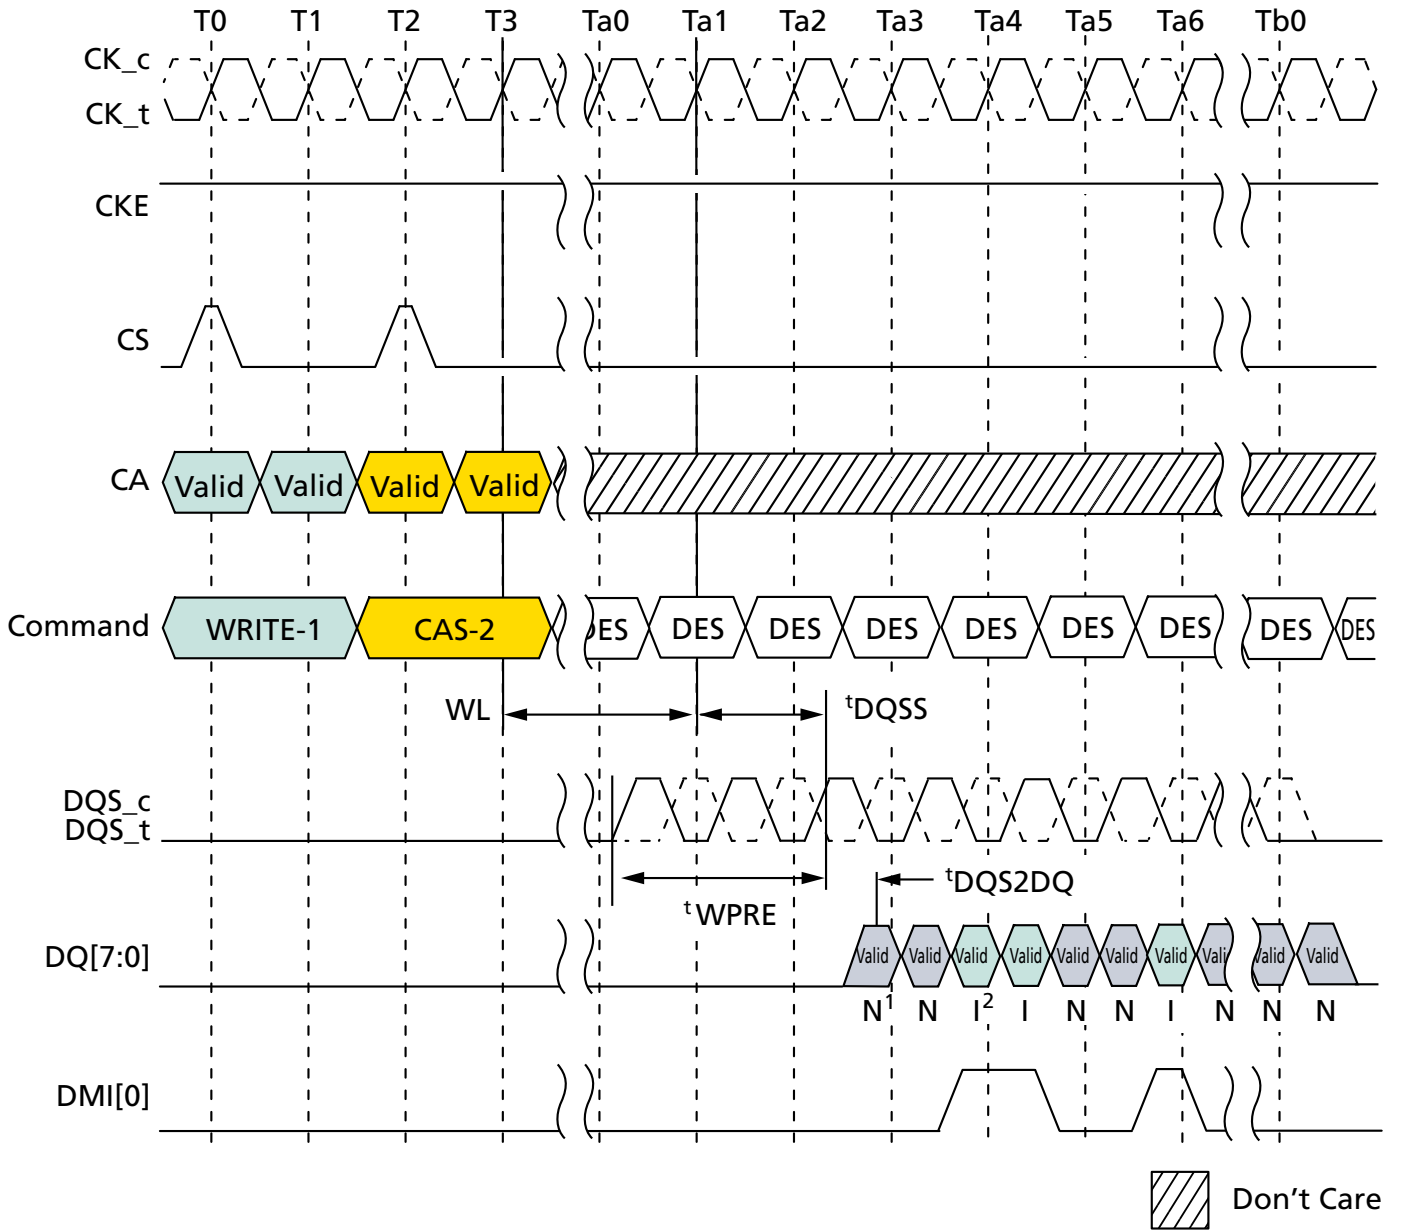 T0 T1 T2 T3 Ta0 Ta1 Ta2 Ta3 Ta4 Ta5 Ta6 Tb0
CK_c
CK_t
CKE
CS
CA Valid Valid Valid Valid
Command WRITE-1 CAS-2 DES DES DES DES DES DES DES DES DES
WL tDQSS
DQS_c
DQS_t
tDQS2DQ
tWPRE
DQ[7:0] Valid Valid Valid Valid Valid Valid Valid Vali Valid Valid
N1 N I2 I N N I N N N
DMI[0]
Don't Care